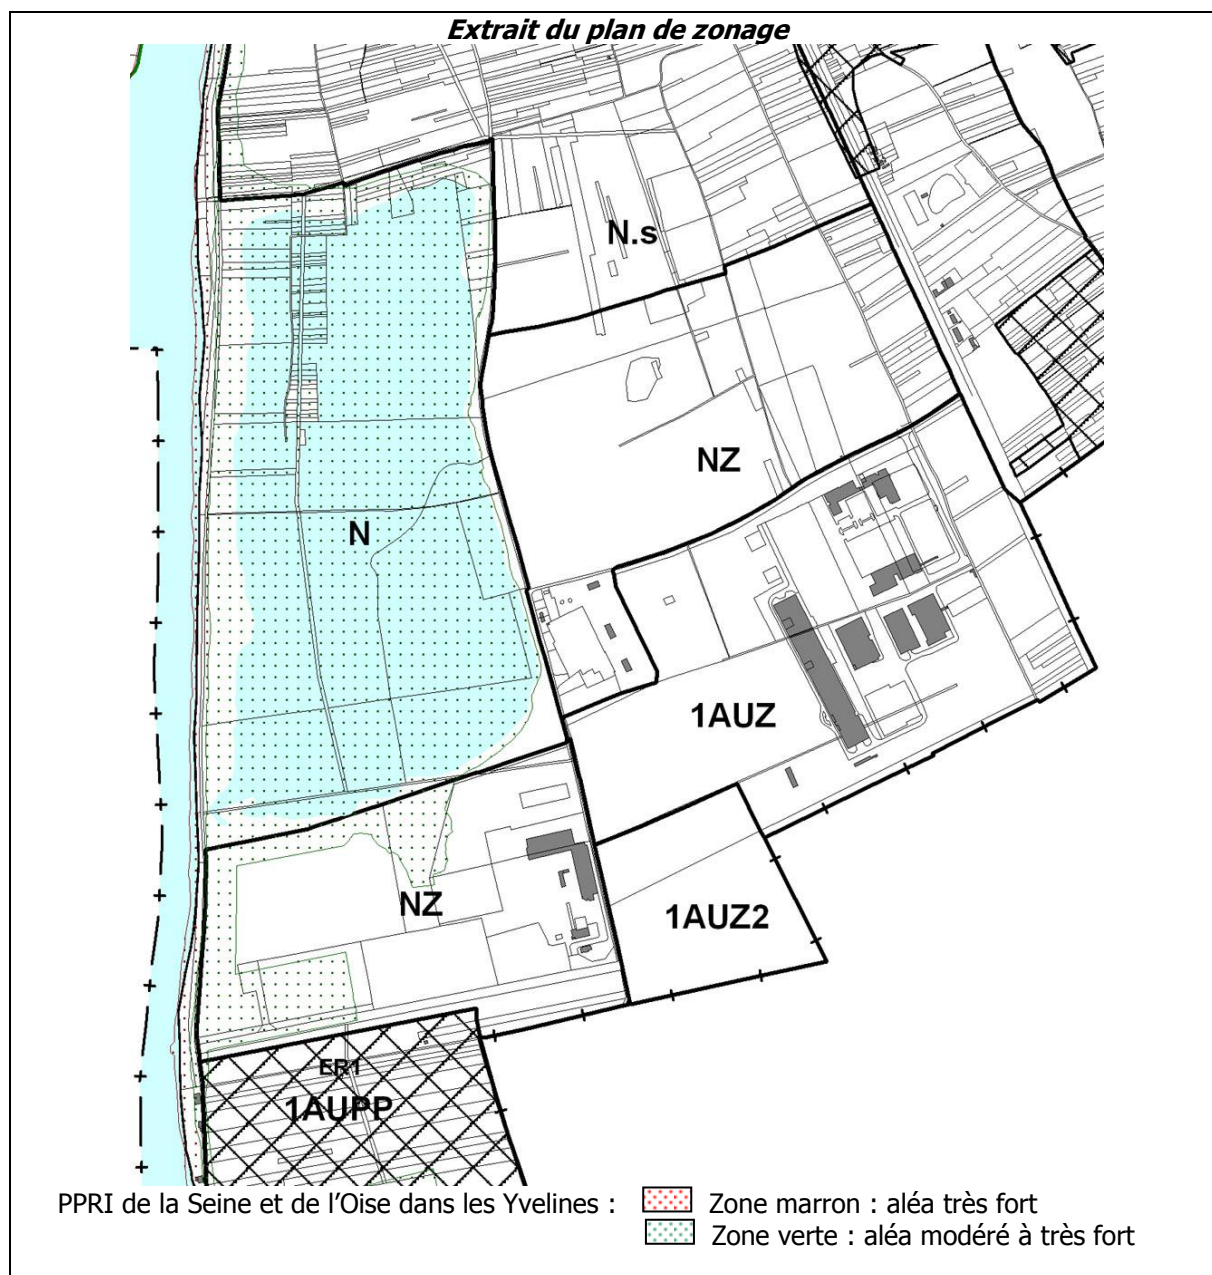 Extrait du plan de zonage
N.s
NZ
N
1AUZ
NZ
1AUZ2
ER1
1AUPP
PPRI de la Seine et de l'Oise dans les Yvelines :
Zone marron : aléa très fort
Zone verte : aléa modéré à très fort